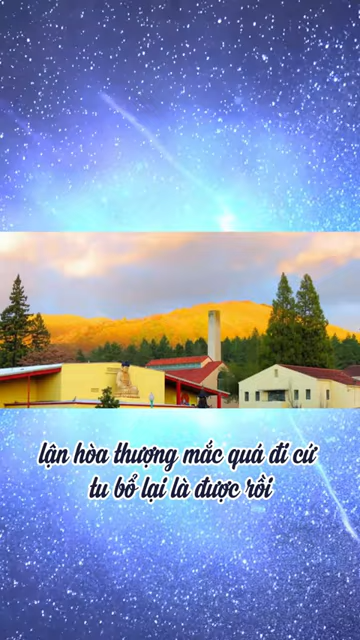 lận hòa thượng mắc quá đi cứ
tu bổ lại là được rồi